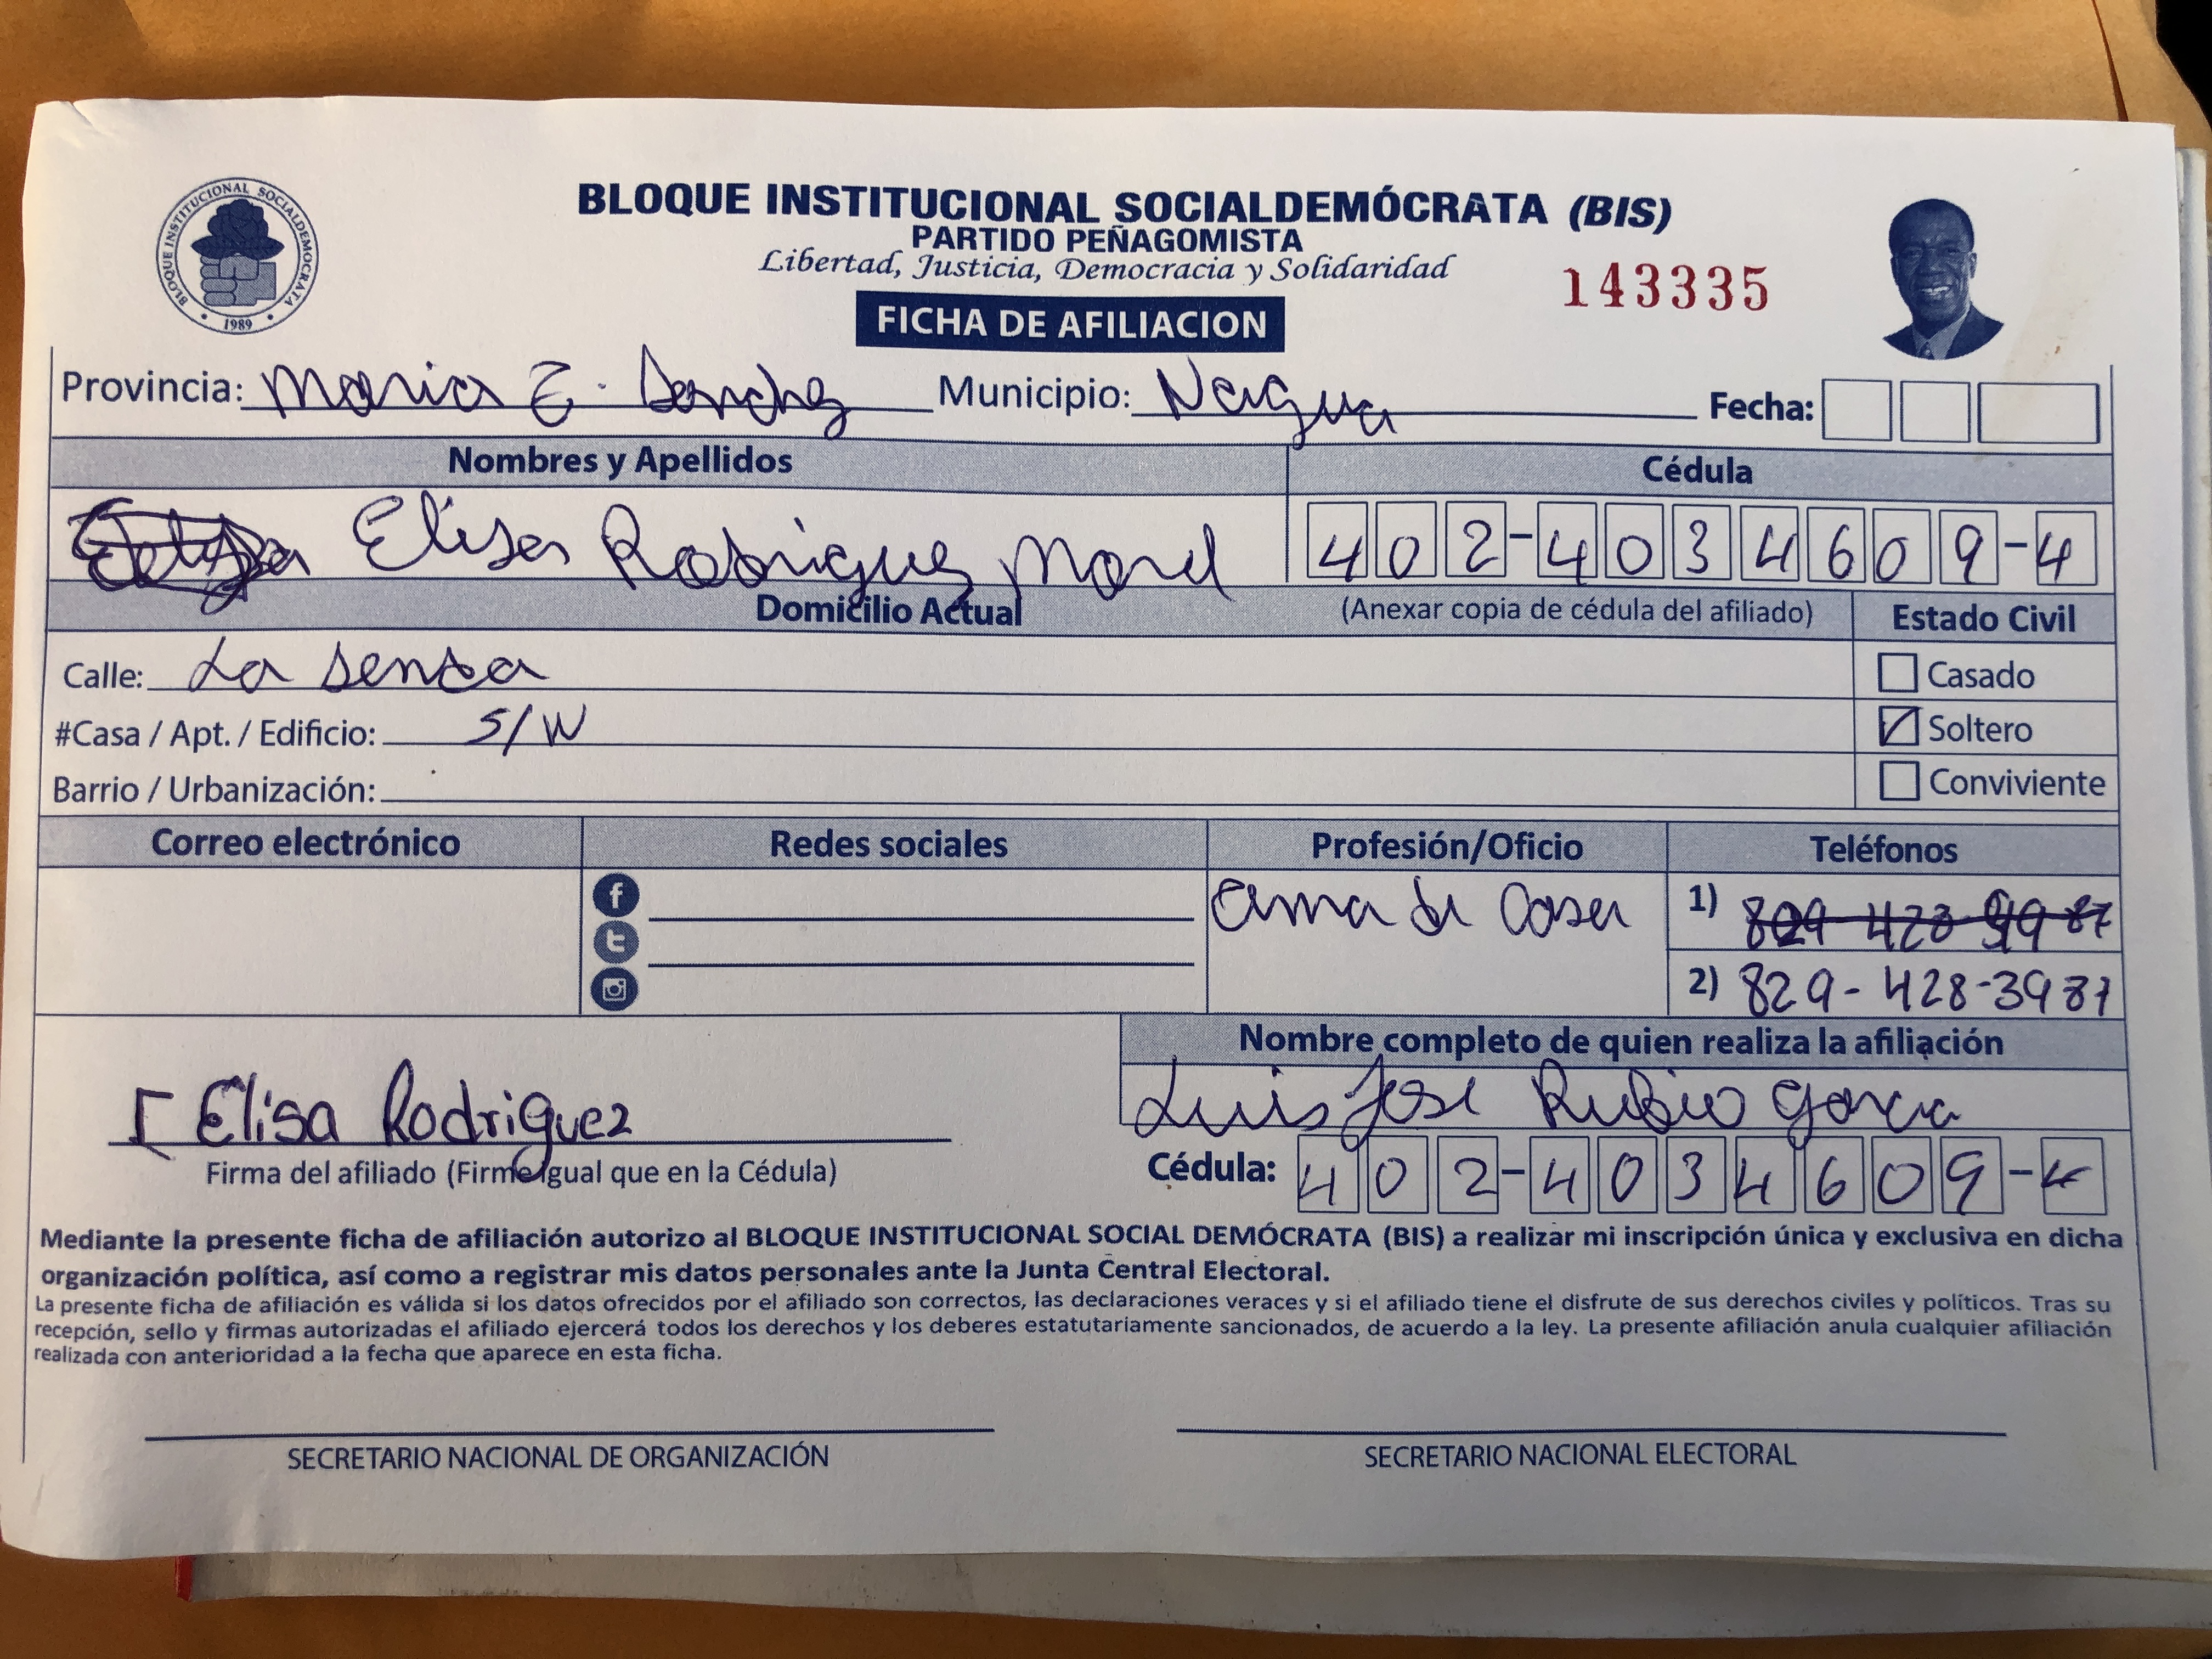 BLOQUE INSTITUCIONAL SOCIALDEMOCRATA
1989
BLOQUE INSTITUCIONAL SOCIALDEMÓCRATA (BIS)
PARTIDO PEÑAGOMISTA
Libertad, Justicia, Democracia y Solidaridad
143335
FICHA DE AFILIACION
Provincia: Maria E. Sanchez Municipio: Nagua Fecha:
Nombres y Apellidos Cédula
Elisa Rodriguez Morel 402-4034609-4
Domicilio Actual (Anexar copia de cédula del afiliado) Estado Civil
Calle: La Casado
#Casa / Apt. / Edificio: S/N Soltero
Barrio / Urbanización: Conviviente
Correo electrónico Redes sociales Profesión/Oficio Teléfonos
Ama de Casa 1)
2) 829-428-3987
Nombre completo de quien realiza la afiliación
Elisa Rodriguez Luis Jose Rubio Garcia
Firma del afiliado (Firme igual que en la Cédula) Cédula: 402-4034609-4
Mediante la presente ficha de afiliación autorizo al BLOQUE INSTITUCIONAL SOCIAL DEMÓCRATA (BIS) a realizar mi inscripción única y exclusiva en dicha
organización política, así como a registrar mis datos personales ante la Junta Central Electoral.
La presente ficha de afiliación es válida si los datos ofrecidos por el afiliado son correctos, las declaraciones veraces y si el afiliado tiene el disfrute de sus derechos civiles y políticos. Tras su
recepción, sello y firmas autorizadas el afiliado ejercerá todos los derechos y los deberes estatutariamente sancionados, de acuerdo a la ley. La presente afiliación anula cualquier afiliación
realizada con anterioridad a la fecha que aparece en esta ficha.
SECRETARIO NACIONAL DE ORGANIZACIÓN SECRETARIO NACIONAL ELECTORAL